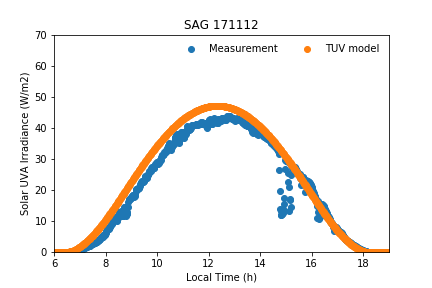 SAG 171112
Measurement TUV model
Solar UVA Irradiance (W/m2)
70
60
50
40
30
20
10
0
6 8 10 12 14 16 18
Local Time (h)